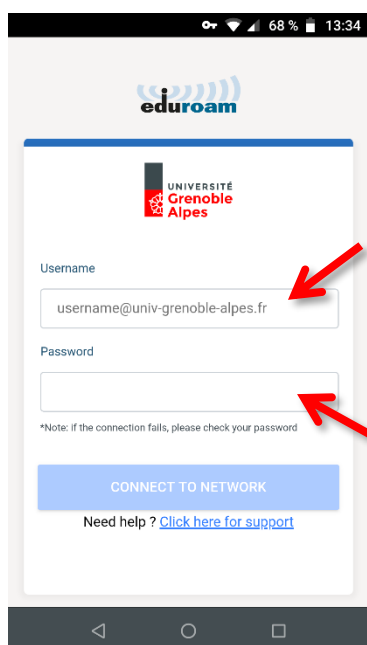 68 % 13:34
eduroam
UNIVERSITÉ
Grenoble
Alpes
Username
username@univ-grenoble-alpes.fr
Password
*Note: if the connection fails, please check your password
CONNECT TO NETWORK
Need help ? Click here for support